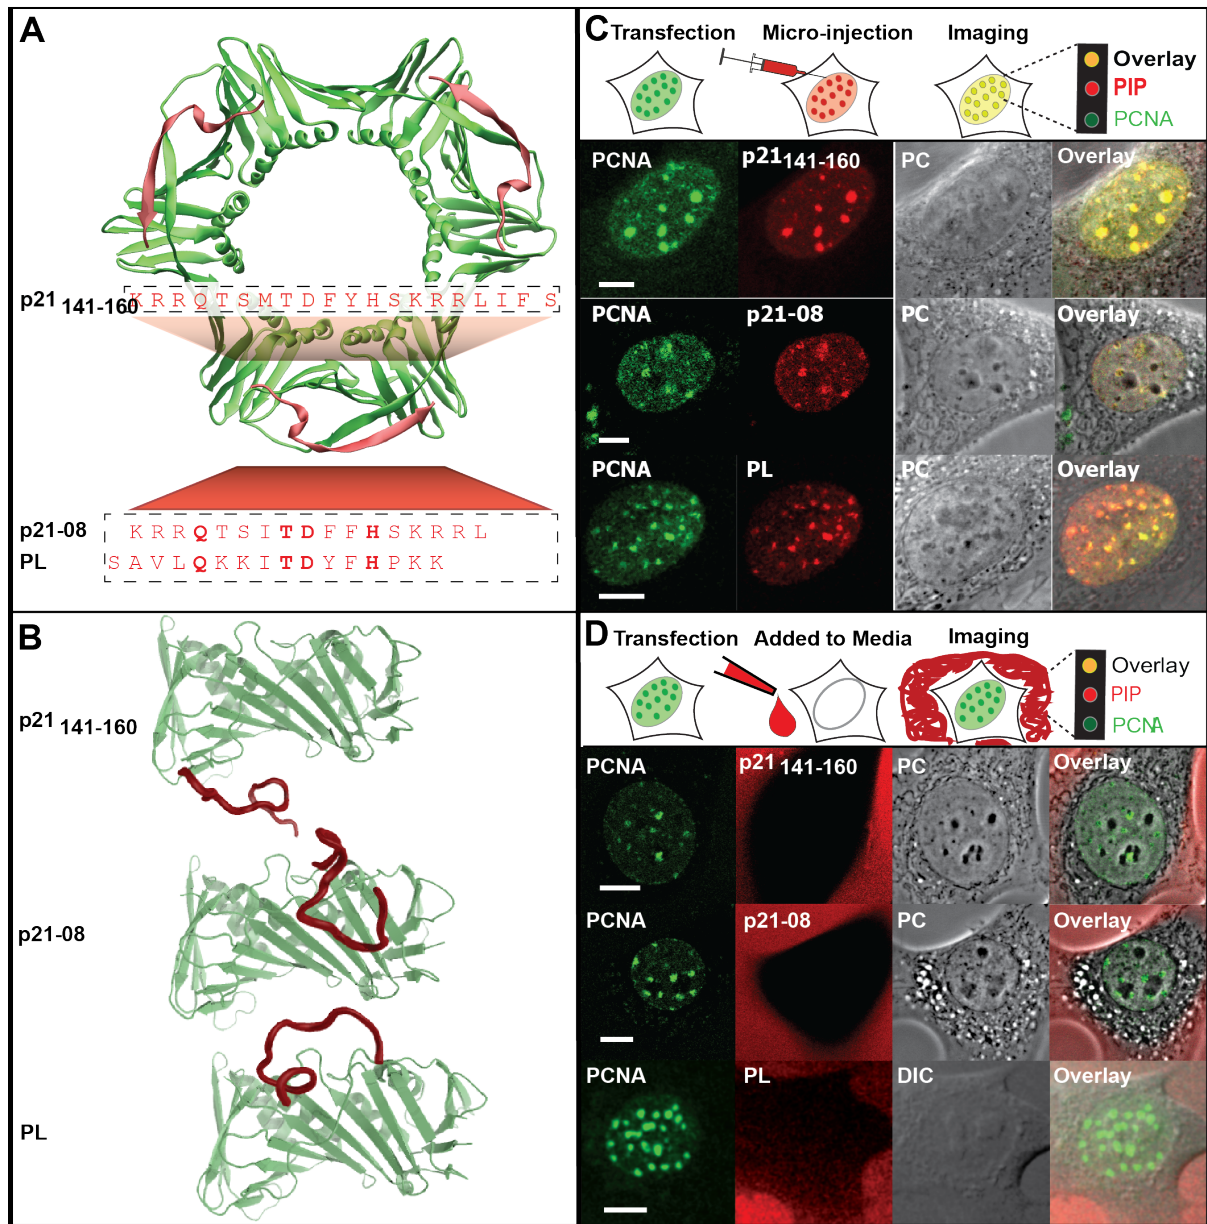 A
p21 141-160 KRRQTSMTDFYHSKRRLIFS
p21-08 KRRQTSITDFFHSKRRL
PL SAVLQKKITDYFHPKK
B
p21 141-160
p21-08
PL
C
Transfection Micro-injection Imaging
Overlay
PIP
PCNA
PCNA p21 141-160 PC Overlay
PCNA p21-08 PC Overlay
PCNA PL PC Overlay
D
Transfection Added to Media Imaging
Overlay
PIP
PCNA
PCNA p21 141-160 PC Overlay
PCNA p21-08 PC Overlay
PCNA PL DIC Overlay